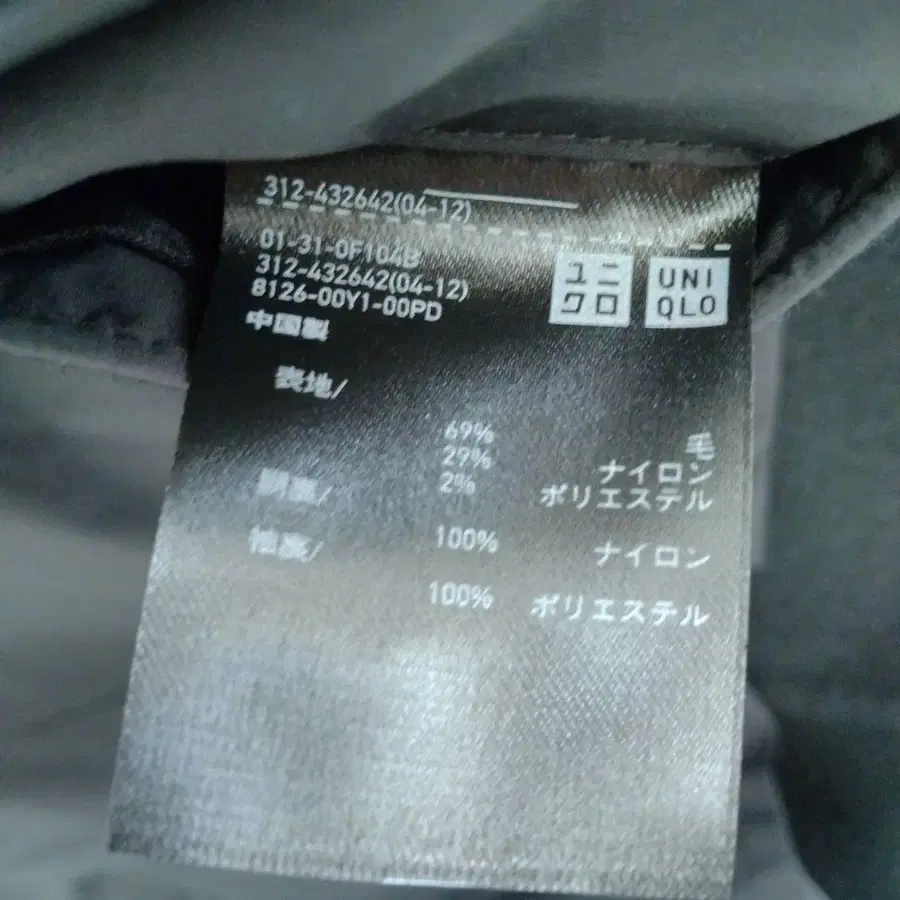 312-432642(04-12)
01-31-0F104B
312-432642(04-12)
8126-00Y1-00PD
ユニ
クロ
UNI
QLO
中国製
表地/
69% 毛
29% ナイロン
2% ポリエステル
胴裏/
100% ナイロン
袖裏/
100% ポリエステル